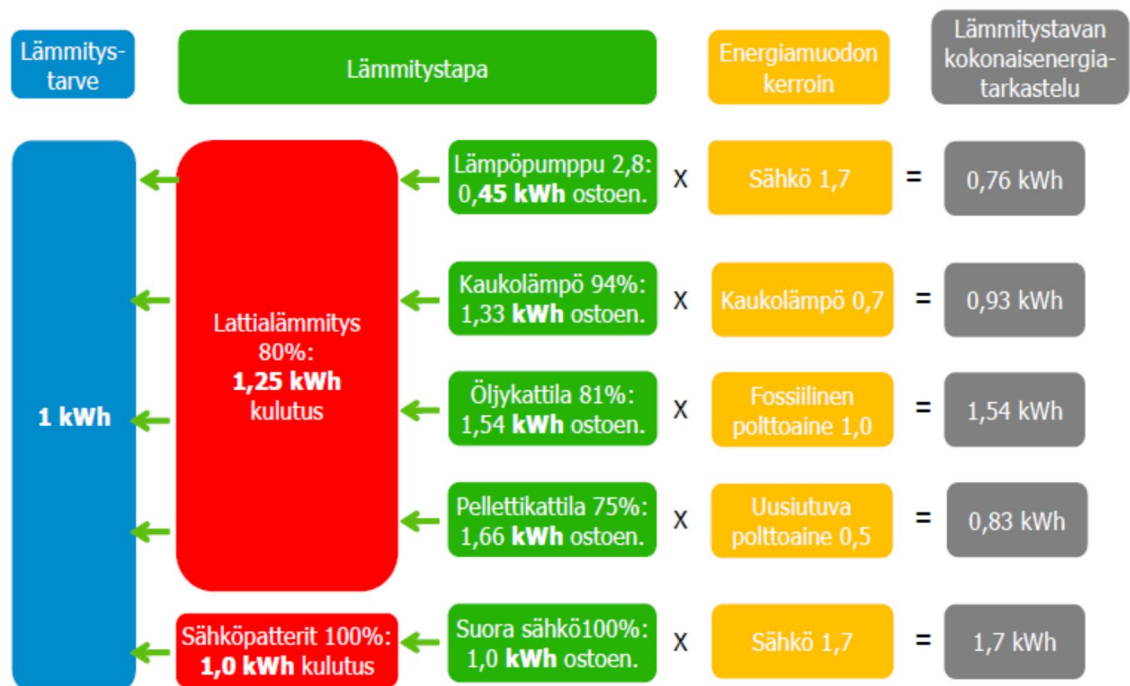 Lämmitys-
tarve
Lämmitystapa
Energiamuodon
kerroin
Lämmitystavan
kokonaisenergia-
tarkastelu
1 kWh
Lattialämmitys
80%:
1,25 kWh
kulutus
Lämpöpumppu 2,8:
0,45 kWh ostoen.
X
Sähkö 1,7
=
0,76 kWh
Kaukolämpö 94%:
1,33 kWh ostoen.
X
Kaukolämpö 0,7
=
0,93 kWh
Öljykattila 81%:
1,54 kWh ostoen.
X
Fossiilinen
polttoaine 1,0
=
1,54 kWh
Pellettikattila 75%:
1,66 kWh ostoen.
X
Uusiutuva
polttoaine 0,5
=
0,83 kWh
Sähköpatterit 100%:
1,0 kWh kulutus
Suora sähkö100%:
1,0 kWh ostoen.
X
Sähkö 1,7
=
1,7 kWh